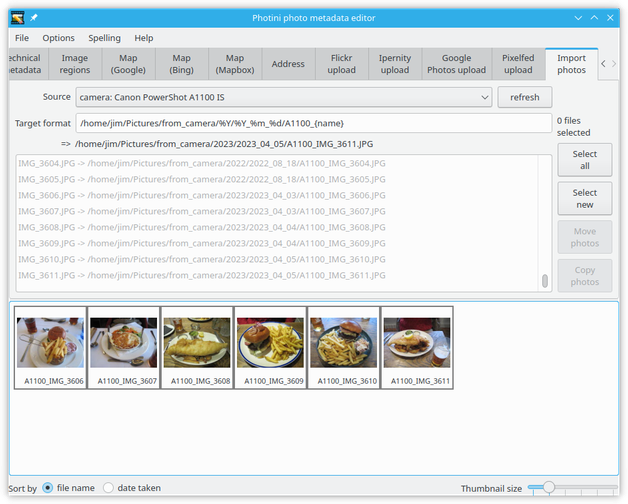 Photini photo metadata editor
File Options Spelling Help
echnical metadata
Image regions
Map (Google)
Map (Bing)
Map (Mapbox)
Address
Flickr upload
Ipernity upload
Google Photos upload
Pixelfed upload
Import photos
Source camera: Canon PowerShot A1100 IS refresh
Target format /home/jim/Pictures/from_camera/%Y/%Y_%m_%d/A1100_{name}
=> /home/jim/Pictures/from_camera/2023/2023_04_05/A1100_IMG_3611.JPG
0 files
selected
IMG_3604.JPG -> /home/jim/Pictures/from_camera/2022/2022_08_18/A1100_IMG_3604.JPG
IMG_3605.JPG -> /home/jim/Pictures/from_camera/2022/2022_08_18/A1100_IMG_3605.JPG
IMG_3606.JPG -> /home/jim/Pictures/from_camera/2023/2023_04_03/A1100_IMG_3606.JPG
IMG_3607.JPG -> /home/jim/Pictures/from_camera/2023/2023_04_03/A1100_IMG_3607.JPG
IMG_3608.JPG -> /home/jim/Pictures/from_camera/2023/2023_04_04/A1100_IMG_3608.JPG
IMG_3609.JPG -> /home/jim/Pictures/from_camera/2023/2023_04_04/A1100_IMG_3609.JPG
IMG_3610.JPG -> /home/jim/Pictures/from_camera/2023/2023_04_05/A1100_IMG_3610.JPG
IMG_3611.JPG -> /home/jim/Pictures/from_camera/2023/2023_04_05/A1100_IMG_3611.JPG
Select
all
Select
new
Move
photos
Copy
photos
A1100_IMG_3606 A1100_IMG_3607 A1100_IMG_3608 A1100_IMG_3609 A1100_IMG_3610 A1100_IMG_3611
Sort by file name date taken Thumbnail size